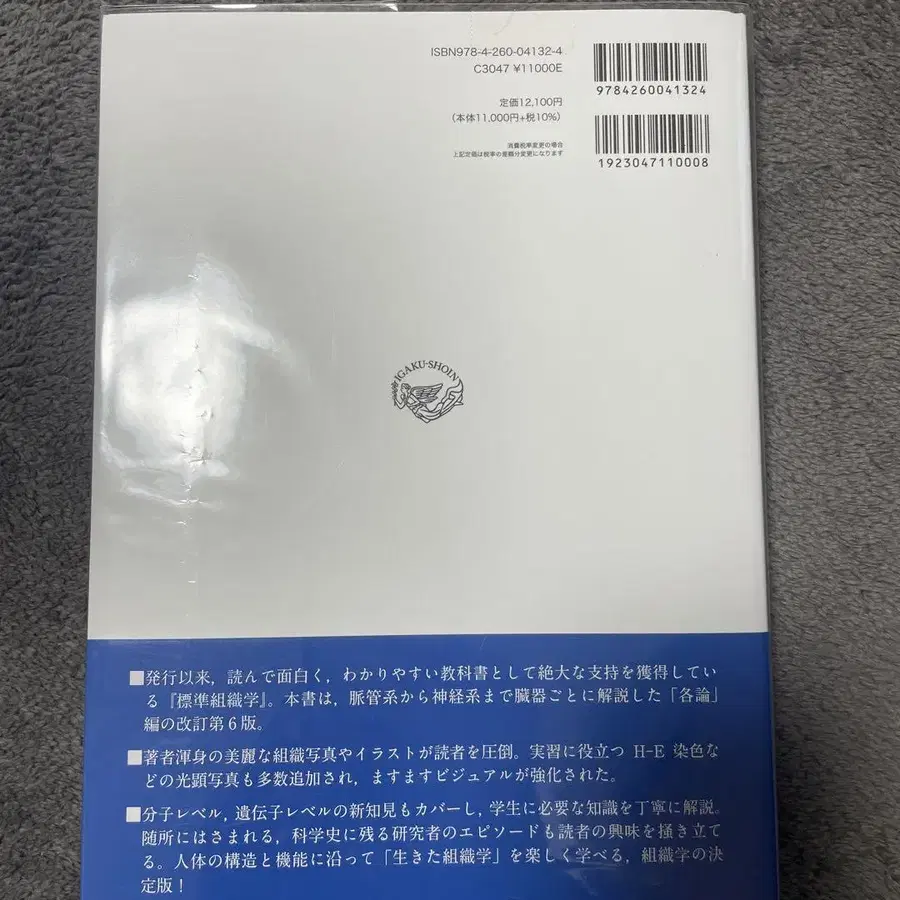 ISBN978-4-260-04132-4
C3047 ¥11000E
定価12,100円
（本体11,000円+税10%）
消費税率変更の場合
上記定価は税率の差額分変更になります
9784260041324
1923047110008
IGAKU-SHOIN
■発行以来，読んで面白く，わかりやすい教科書として絶大な支持を獲得してい
る『標準組織学』。本書は，脈管系から神経系まで臓器ごとに解説した「各論」
編の改訂第6版。
■著者渾身の美麗な組織写真やイラストが読者を圧倒。実習に役立つ H-E 染色な
どの光顕写真も多数追加され，ますますビジュアルが強化された。
■分子レベル，遺伝子レベルの新知見もカバーし，学生に必要な知識を丁寧に解説。
随所にはさまれる，科学史に残る研究者のエピソードも読者の興味を掻き立て
る。人体の構造と機能に沿って「生きた組織学」を楽しく学べる，組織学の決
定版！